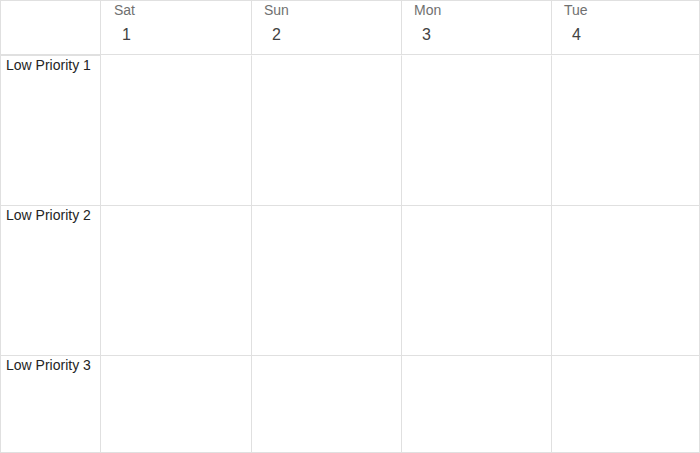 Sat Sun Mon Tue
1 2 3 4
Low Priority 1
Low Priority 2
Low Priority 3